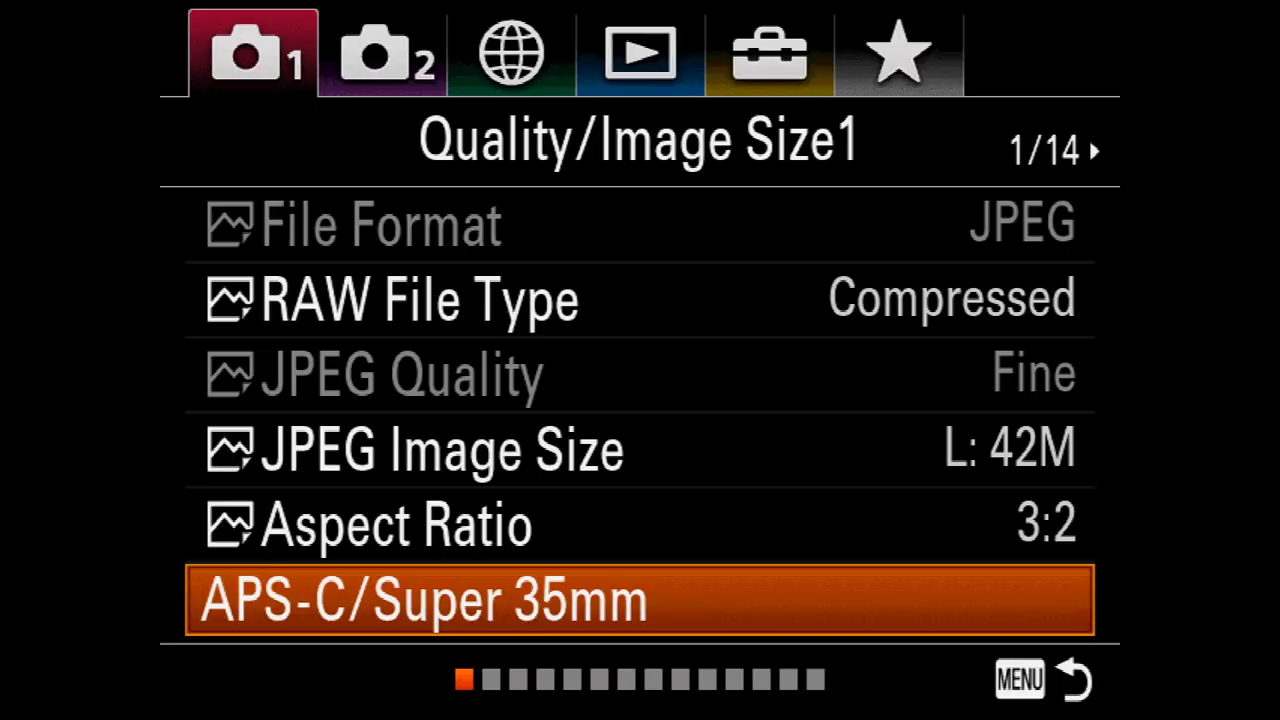 1 2
Quality/Image Size1 1/14
File Format JPEG
RAW File Type Compressed
JPEG Quality Fine
JPEG Image Size L: 42M
Aspect Ratio 3:2
APS-C/Super 35mm
MENU